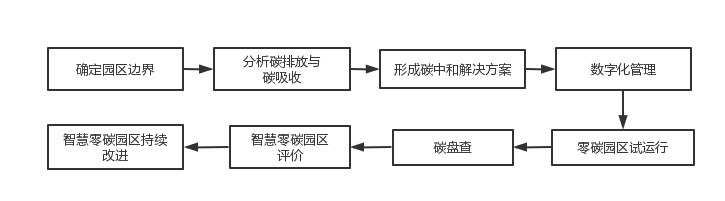 确定园区边界
分析碳排放与
碳吸收
形成碳中和解决方案
数字化管理
零碳园区试运行
碳盘查
智慧零碳园区
评价
智慧零碳园区持续
改进